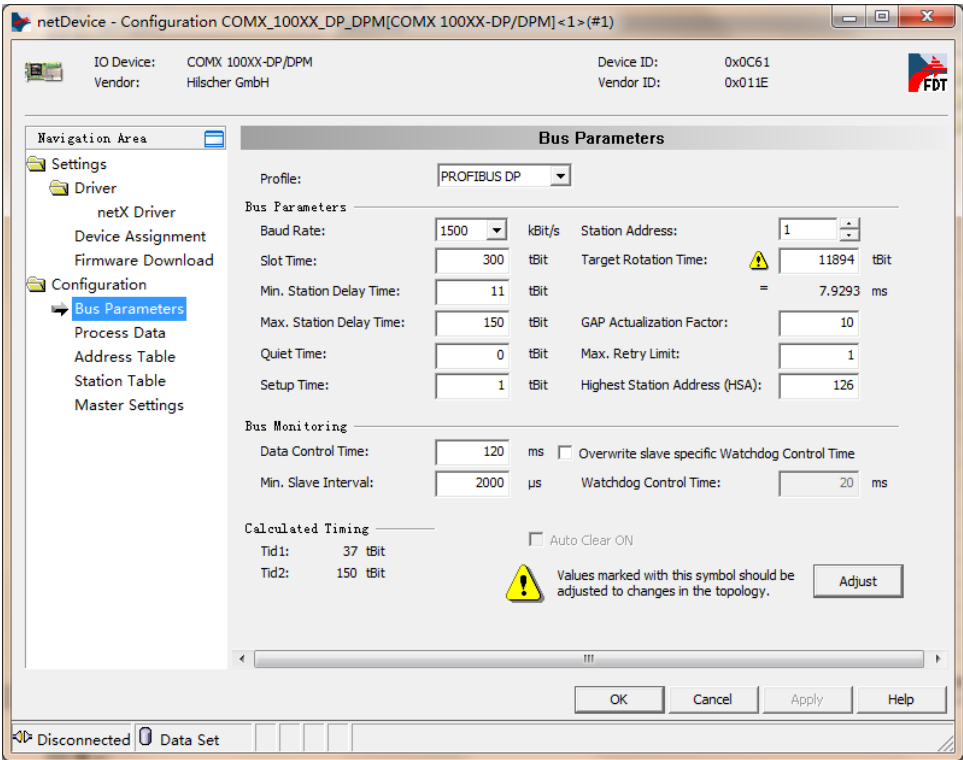 netDevice - Configuration COMX_100XX_DP_DPM[COMX 100XX-DP/DPM]<1>(#1)
IO Device: COMX 100XX-DP/DPM Device ID: 0x0C61
Vendor: Hilscher GmbH Vendor ID: 0x011E
FDT
Navigation Area
Settings
Driver
netX Driver
Device Assignment
Firmware Download
Configuration
Bus Parameters
Process Data
Address Table
Station Table
Master Settings
Bus Parameters
Profile: PROFIBUS DP
Bus Parameters
Baud Rate: 1500 kBit/s Station Address: 1
Slot Time: 300 tBit Target Rotation Time: 11894 tBit
Min. Station Delay Time: 11 tBit = 7.9293 ms
Max. Station Delay Time: 150 tBit GAP Actualization Factor: 10
Quiet Time: 0 tBit Max. Retry Limit: 1
Setup Time: 1 tBit Highest Station Address (HSA): 126
Bus Monitoring
Data Control Time: 120 ms Overwrite slave specific Watchdog Control Time
Min. Slave Interval: 2000 µs Watchdog Control Time: 20 ms
Calculated Timing
Auto Clear ON
Tid1: 37 tBit
Tid2: 150 tBit
Values marked with this symbol should be
adjusted to changes in the topology.
Adjust
OK Cancel Apply Help
Disconnected Data Set